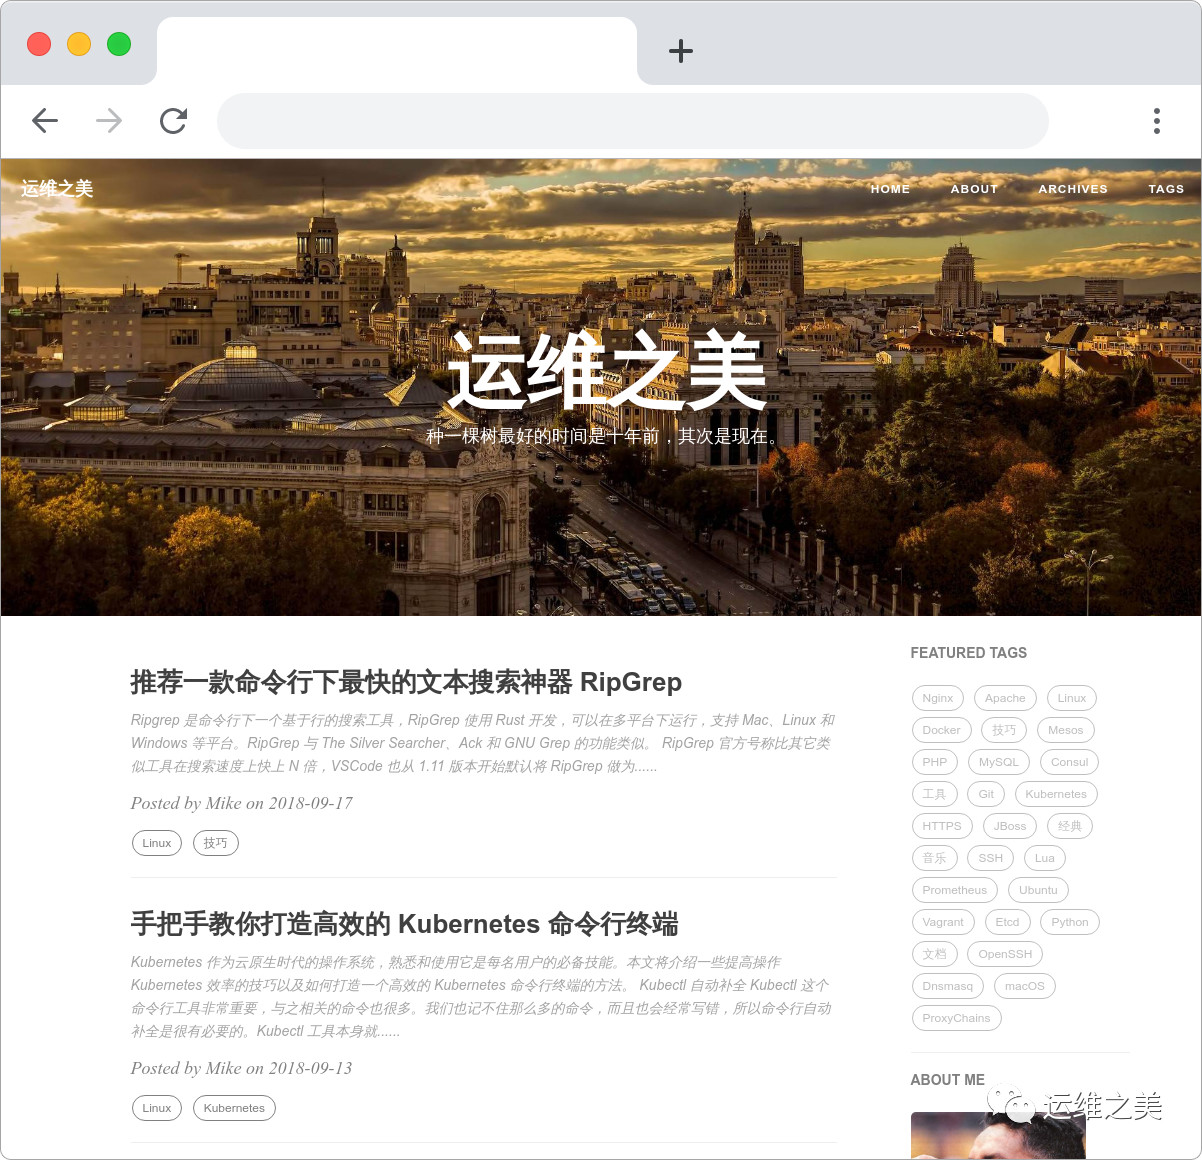 运维之美
HOME ABOUT ARCHIVES TAGS
运维之美
种一棵树最好的时间是十年前，其次是现在。
推荐一款命令行下最快的文本搜索神器 RipGrep
Ripgrep 是命令行下一个基于行的搜索工具，RipGrep 使用 Rust 开发，可以在多平台下运行，支持 Mac、Linux 和
Windows 等平台。RipGrep 与 The Silver Searcher、Ack 和 GNU Grep 的功能类似。 RipGrep 官方号称比其它类
似工具在搜索速度上快上 N 倍，VSCode 也从 1.11 版本开始默认将 RipGrep 做为......
Posted by Mike on 2018-09-17
Linux 技巧
手把手教你打造高效的 Kubernetes 命令行终端
Kubernetes 作为云原生时代的操作系统，熟悉和使用它是每名用户的必备技能。本文将介绍一些提高操作
Kubernetes 效率的技巧以及如何打造一个高效的 Kubernetes 命令行终端的方法。 Kubectl 自动补全 Kubectl 这个
命令行工具非常重要，与之相关的命令也很多。我们也记不住那么多的命令，而且也会经常写错，所以命令行自动
补全是很有必要的。Kubectl 工具本身就......
Posted by Mike on 2018-09-13
Linux Kubernetes
FEATURED TAGS
Nginx Apache Linux
Docker 技巧 Mesos
PHP MySQL Consul
工具 Git Kubernetes
HTTPS JBoss 经典
音乐 SSH Lua
Prometheus Ubuntu
Vagrant Etcd Python
文档 OpenSSH
Dnsmasq macOS
ProxyChains
ABOUT ME
运维之美